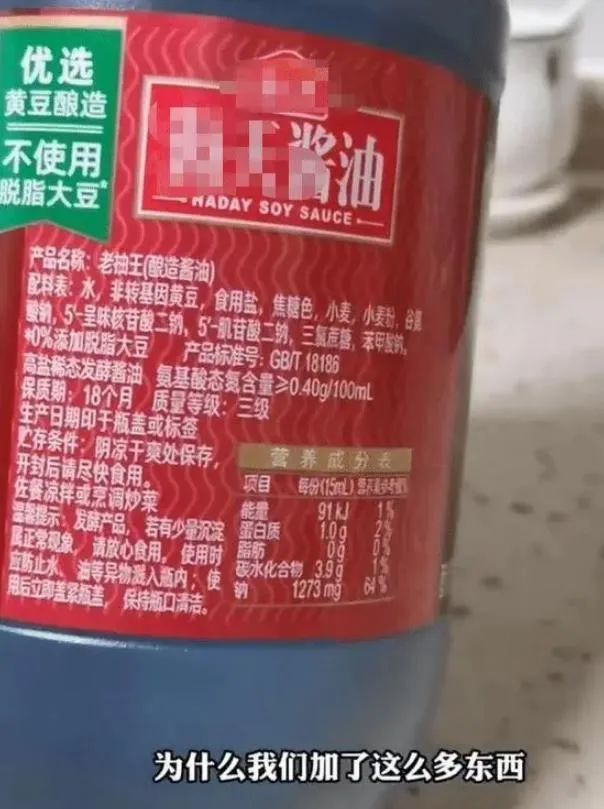 优选
黄豆酿造
不使用
脱脂大豆*
酱油
HADAY SOY SAUCE
产品名称：老抽王(酿造酱油)
配料表：水，非转基因黄豆，食用盐，焦糖色，小麦，小麦粉，谷氨
酸钠，5'-呈味核苷酸二钠，5'-肌苷酸二钠，三氯蔗糖，苯甲酸钠。
*0%添加脱脂大豆 产品标准号：GB/T 18186
高盐稀态发酵酱油 氨基酸态氮含量≥0.40g/100mL
保质期：18个月 质量等级：三级
生产日期印于瓶盖或标签
贮存条件：阴凉干爽处保存，
开封后请尽快食用。
佐餐凉拌或烹调炒菜
温馨提示：发酵产品，若有少量沉淀
属正常现象，请放心食用，使用时
应防止水、油等异物溅入瓶内；使
用后立即盖紧瓶盖，保持瓶口清洁。
营养成分表
项目 每份(15mL) 营养素参考值%
能量 91kJ 1%
蛋白质 1.0g 2%
脂肪 0g 0%
碳水化合物 3.9g 1%
钠 1273mg 64%
为什么我们加了这么多东西